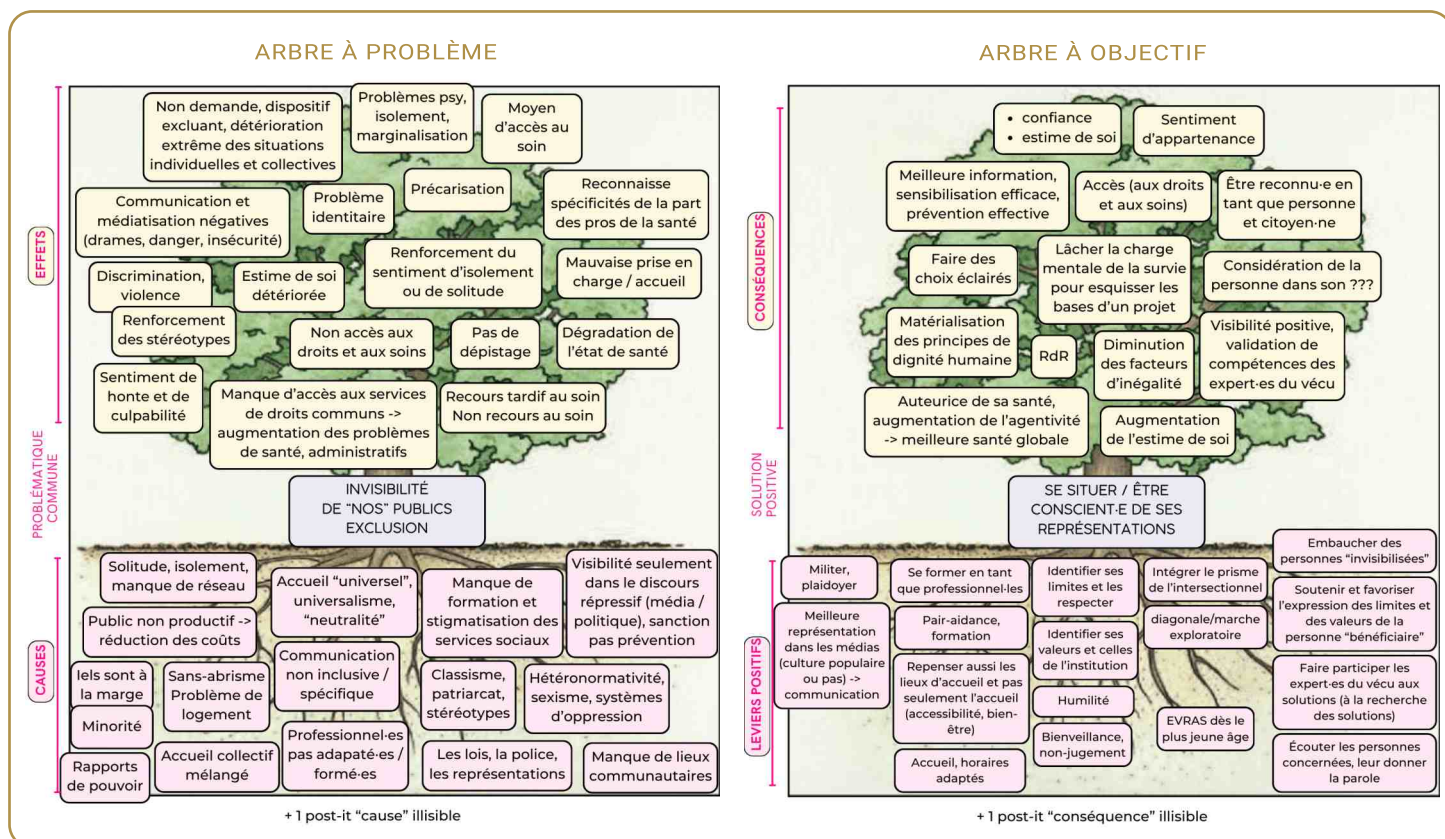 ARBRE À PROBLÈME
EFFETS
Non demande, dispositif
excluant, détérioration
extrême des situations
individuelles et collectives
Problèmes psy,
isolement,
marginalisation
Moyen
d'accès au
soin
Communication et
médiatisation négatives
(drames, danger, insécurité)
Problème
identitaire
Précarisation
Reconnaisse
spécificités de la part
des pros de la santé
Discrimination,
violence
Estime de soi
détériorée
Renforcement du
sentiment d'isolement
ou de solitude
Mauvaise prise en
charge / accueil
Renforcement
des stéréotypes
Non accès aux
droits et aux soins
Pas de
dépistage
Dégradation de
l'état de santé
Sentiment de
honte et de
culpabilité
Manque d'accès aux services
de droits communs ->
augmentation des problèmes
de santé, administratifs
Recours tardif au soin
Non recours au soin
PROBLÉMATIQUE
COMMUNE
INVISIBILITÉ
DE "NOS" PUBLICS
EXCLUSION
CAUSES
Solitude, isolement,
manque de réseau
Accueil "universel",
universalisme,
"neutralité"
Manque de
formation et
stigmatisation des
services sociaux
Visibilité seulement
dans le discours
répressif (média /
politique), sanction
pas prévention
Public non productif ->
réduction des coûts
Iels sont à
la marge
Sans-abrisme
Problème de
logement
Communication
non inclusive /
spécifique
Classisme,
patriarcat,
stéréotypes
Hétéronormativité,
sexisme, systèmes
d'oppression
Minorité
Rapports
de pouvoir
Accueil collectif
mélangé
Professionnel·es
pas adapaté·es /
formé·es
Les lois, la police,
les représentations
Manque de lieux
communautaires
+ 1 post-it "cause" illisible
ARBRE À OBJECTIF
CONSÉQUENCES
• confiance
• estime de soi
Sentiment
d'appartenance
Meilleure information,
sensibilisation efficace,
prévention effective
Accès (aux droits
et aux soins)
Être reconnu·e en
tant que personne
et citoyen·ne
Faire des
choix éclairés
Lâcher la charge
mentale de la survie
pour esquisser les
bases d'un projet
Considération de la
personne dans son ???
Matérialisation
des principes de
dignité humaine
RdR
Diminution
des facteurs
d'inégalité
Visibilité positive,
validation de
compétences des
expert·es du vécu
Auteurice de sa santé,
augmentation de l'agentivité
-> meilleure santé globale
Augmentation
de l'estime de soi
SOLUTION
POSITIVE
SE SITUER / ÊTRE
CONSCIENT·E DE SES
REPRÉSENTATIONS
LEVIERS POSITIFS
Militer,
plaidoyer
Se former en tant
que professionnel·les
Identifier ses
limites et les
respecter
Intégrer le prisme
de l'intersectionnel
Embaucher des
personnes "invisibilisées"
Meilleure
représentation
dans les médias
(culture populaire
ou pas) ->
communication
Pair-aidance,
formation
Identifier ses
valeurs et celles
de l'institution
diagonale/marche
exploratoire
Soutenir et favoriser
l'expression des limites et
des valeurs de la
personne "bénéficiaire"
Repenser aussi les
lieux d'accueil et pas
seulement l'accueil
(accessibilité, bien-
être)
Humilité
Faire participer les
expert·es du vécu aux
solutions (à la recherche
des solutions)
Accueil, horaires
adaptés
Bienveillance,
non-jugement
EVRAS dès le
plus jeune âge
Écouter les personnes
concernées, leur donner
la parole
+ 1 post-it "conséquence" illisible